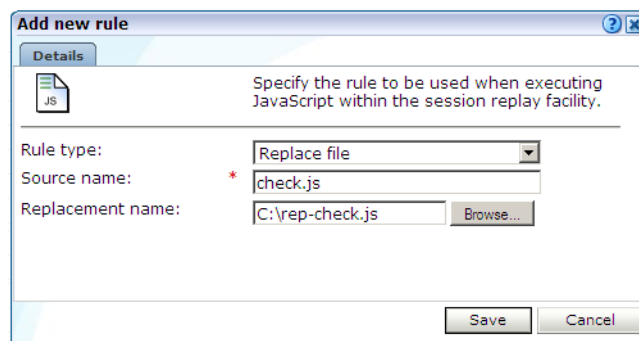 Add new rule
Details
JS
Specify the rule to be used when executing
JavaScript within the session replay facility.
Rule type: Replace file
Source name: * check.js
Replacement name: C:\rep-check.js Browse...
Save Cancel